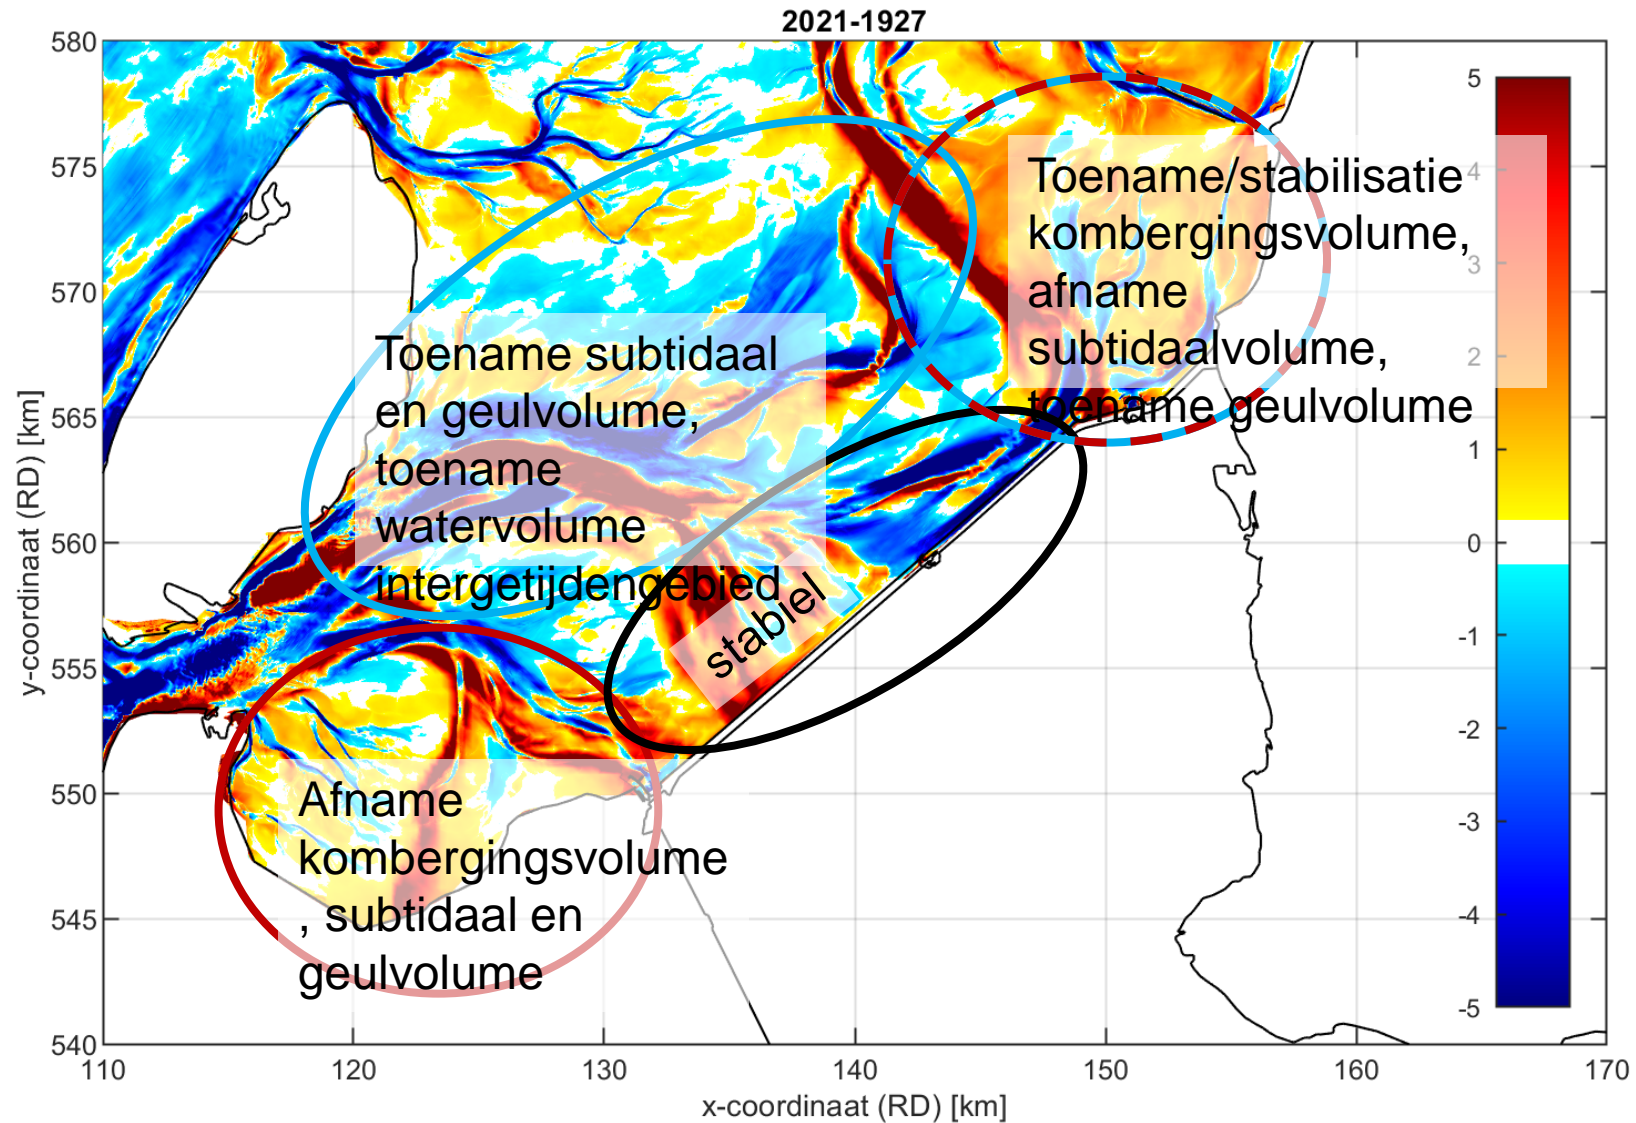 2021-1927
580
575
570
565
560
555
550
545
540
y-coordinaat (RD) [km]
Toename/stabilisatie
kombergingsvolume,
afname
subtidaalvolume,
toename geulvolume
Toename subtidaal
en geulvolume,
toename
watervolume
intergetijdengebied
stabiel
Afname
kombergingsvolume
, subtidaal en
geulvolume
5
4
3
2
1
0
-1
-2
-3
-4
-5
110
120
130
140
150
160
170
x-coordinaat (RD) [km]